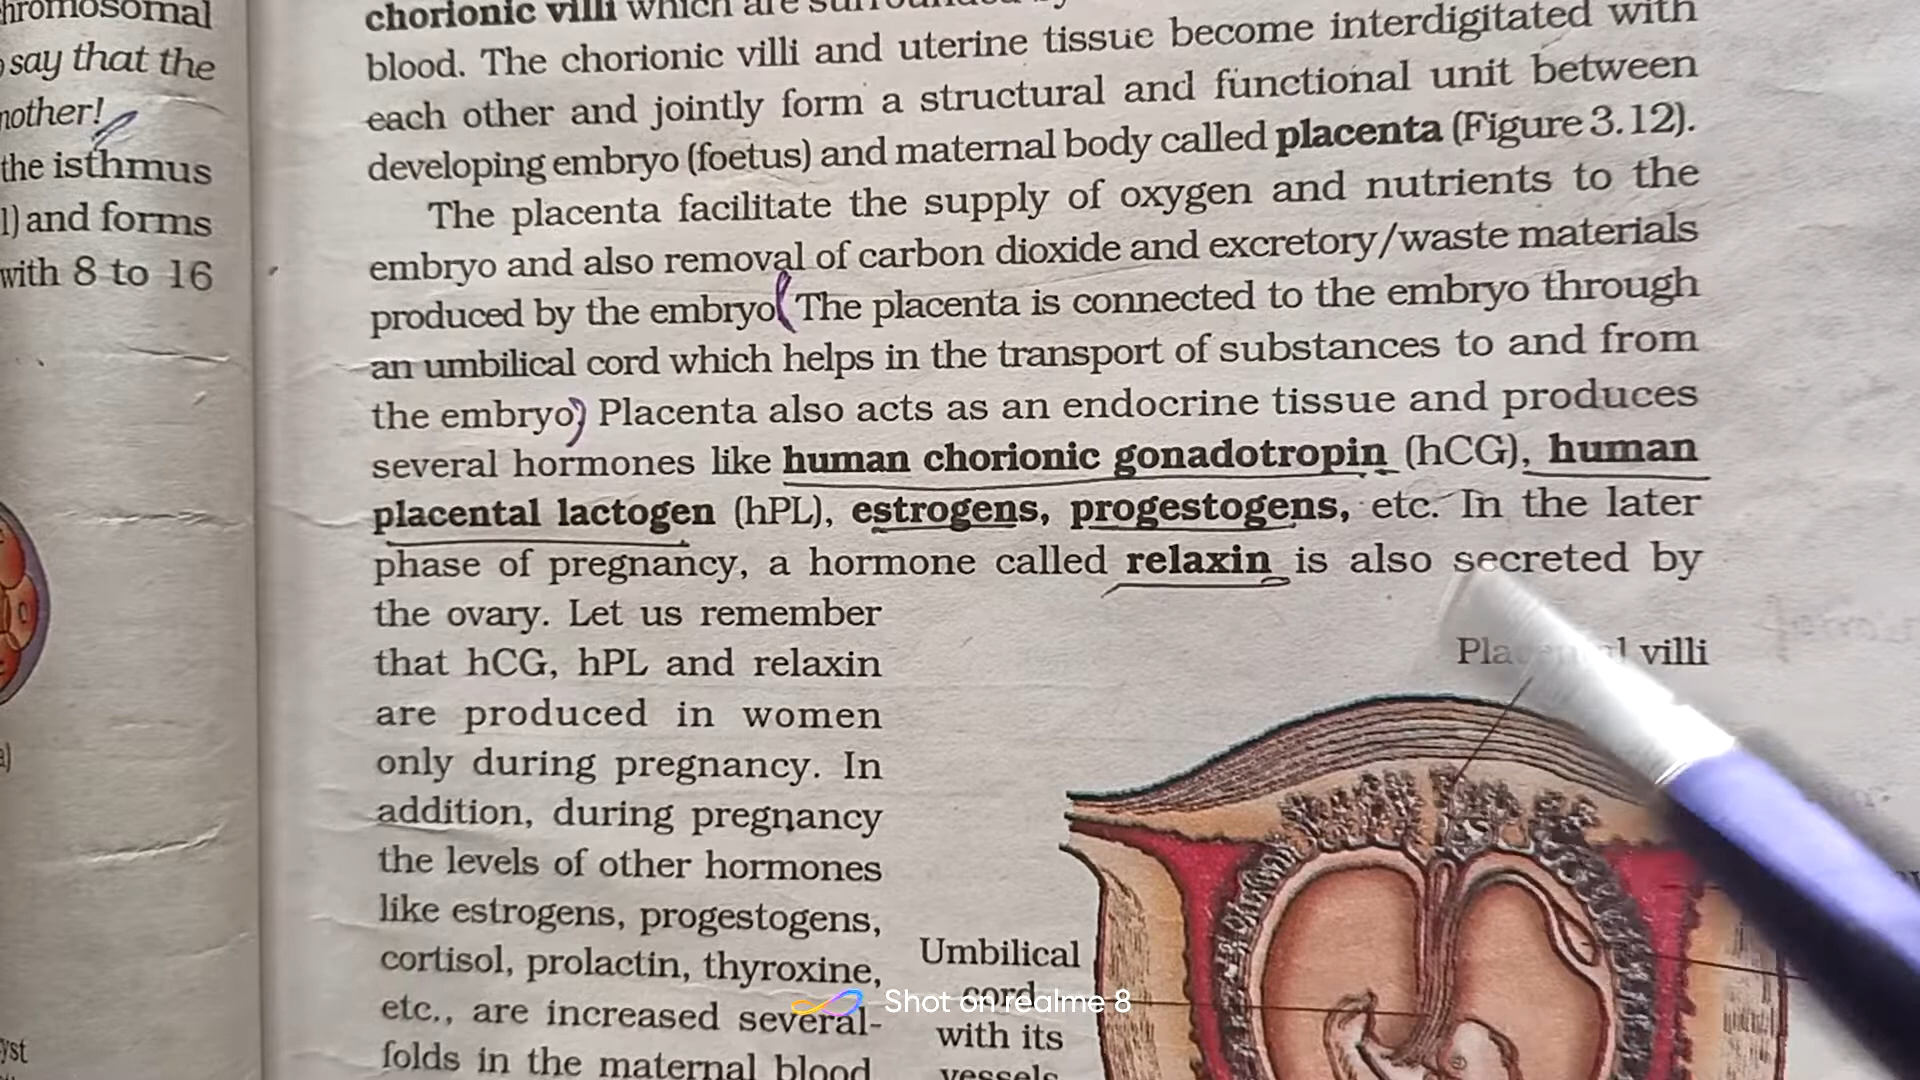 hromosomal
say that the
nother!
the isthmus
l) and forms
with 8 to 16
yst
chorionic villi which are
blood. The chorionic villi and uterine tissue become interdigitated with
each other and jointly form a structural and functional unit between
developing embryo (foetus) and maternal body called placenta (Figure 3.12).
The placenta facilitate the supply of oxygen and nutrients to the
embryo and also removal of carbon dioxide and excretory/waste materials
produced by the embryo. The placenta is connected to the embryo through
an umbilical cord which helps in the transport of substances to and from
the embryo. Placenta also acts as an endocrine tissue and produces
several hormones like human chorionic gonadotropin (hCG), human
placental lactogen (hPL), estrogens, progestogens, etc. In the later
phase of pregnancy, a hormone called relaxin is also secreted by
the ovary. Let us remember
that hCG, hPL and relaxin
are produced in women
only during pregnancy. In
addition, during pregnancy
the levels of other hormones
like estrogens, progestogens,
cortisol, prolactin, thyroxine,
etc., are increased several-
folds in the maternal blood
villi
Umbilical
cord
with its
vessels
Shot on realme 8